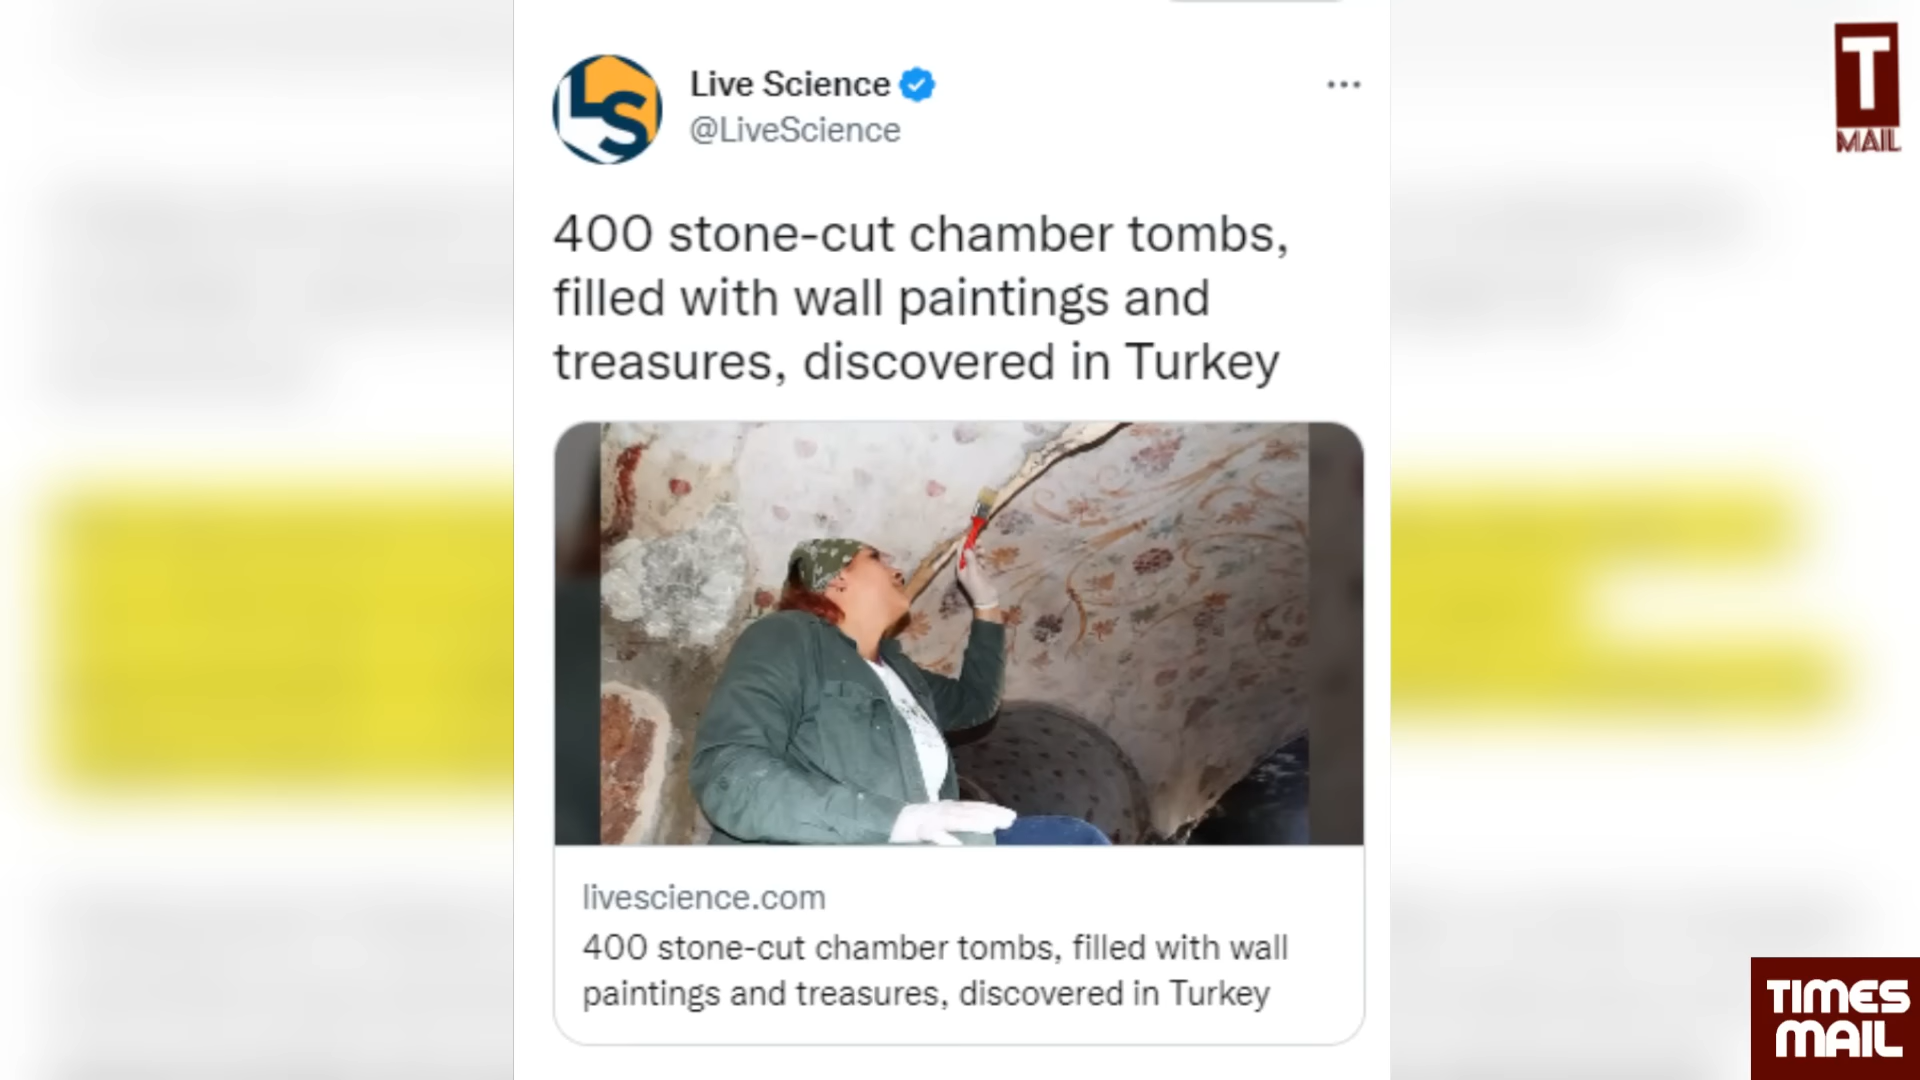 T
MAIL
LS
Live Science
@LiveScience
400 stone-cut chamber tombs,
filled with wall paintings and
treasures, discovered in Turkey
livescience.com
400 stone-cut chamber tombs, filled with wall
paintings and treasures, discovered in Turkey
TIMES
MAIL